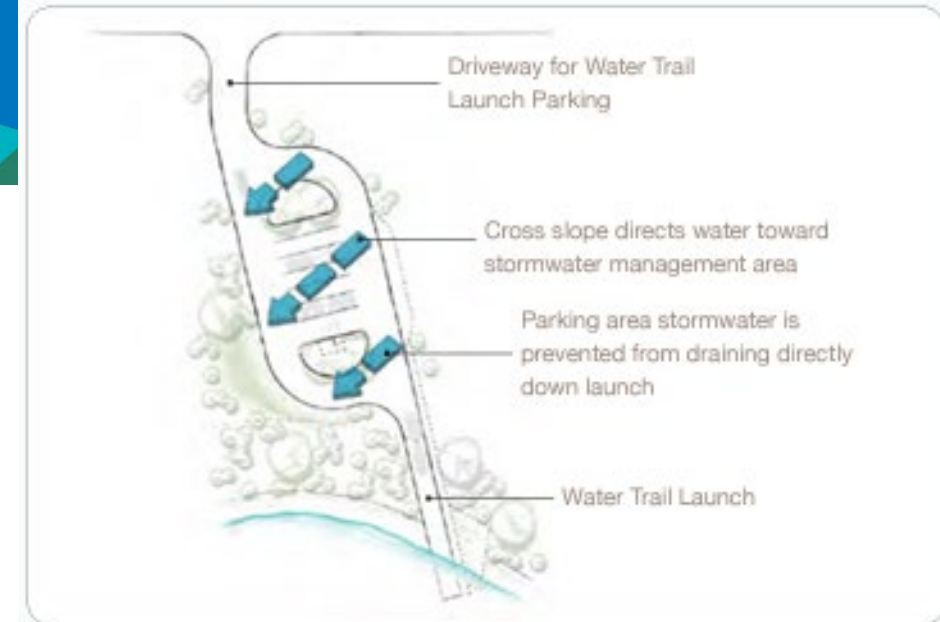 Driveway for Water Trail
Launch Parking
Cross slope directs water toward
stormwater management area
Parking area stormwater is
prevented from draining directly
down launch
Water Trail Launch